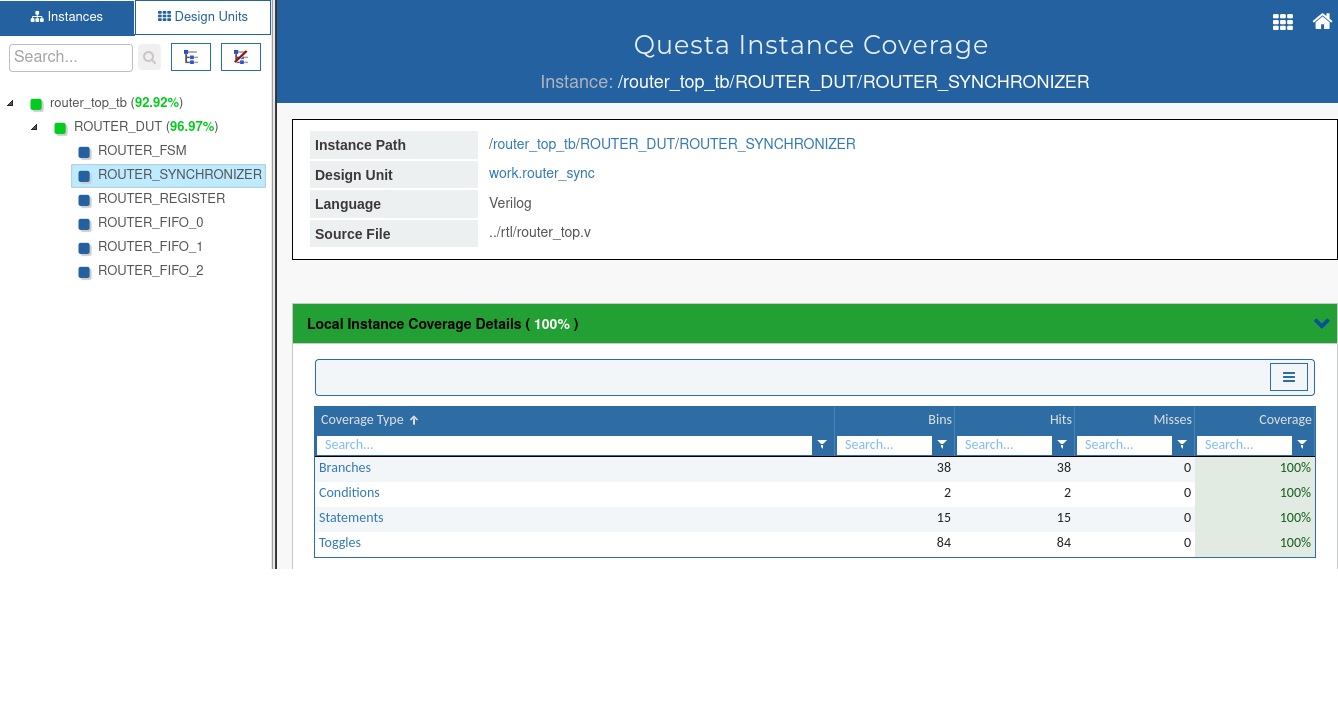 Instances
Design Units
Search...
router_top_tb (92.92%)
ROUTER_DUT (96.97%)
ROUTER_FSM
ROUTER_SYNCHRONIZER
ROUTER_REGISTER
ROUTER_FIFO_0
ROUTER_FIFO_1
ROUTER_FIFO_2
Questa Instance Coverage
Instance: /router_top_tb/ROUTER_DUT/ROUTER_SYNCHRONIZER
Instance Path /router_top_tb/ROUTER_DUT/ROUTER_SYNCHRONIZER
Design Unit work.router_sync
Language Verilog
Source File ../rtl/router_top.v
Local Instance Coverage Details ( 100% )
Coverage Type Bins Hits Misses Coverage
Search... Search... Search... Search... Search...
Branches 38 38 0 100%
Conditions 2 2 0 100%
Statements 15 15 0 100%
Toggles 84 84 0 100%